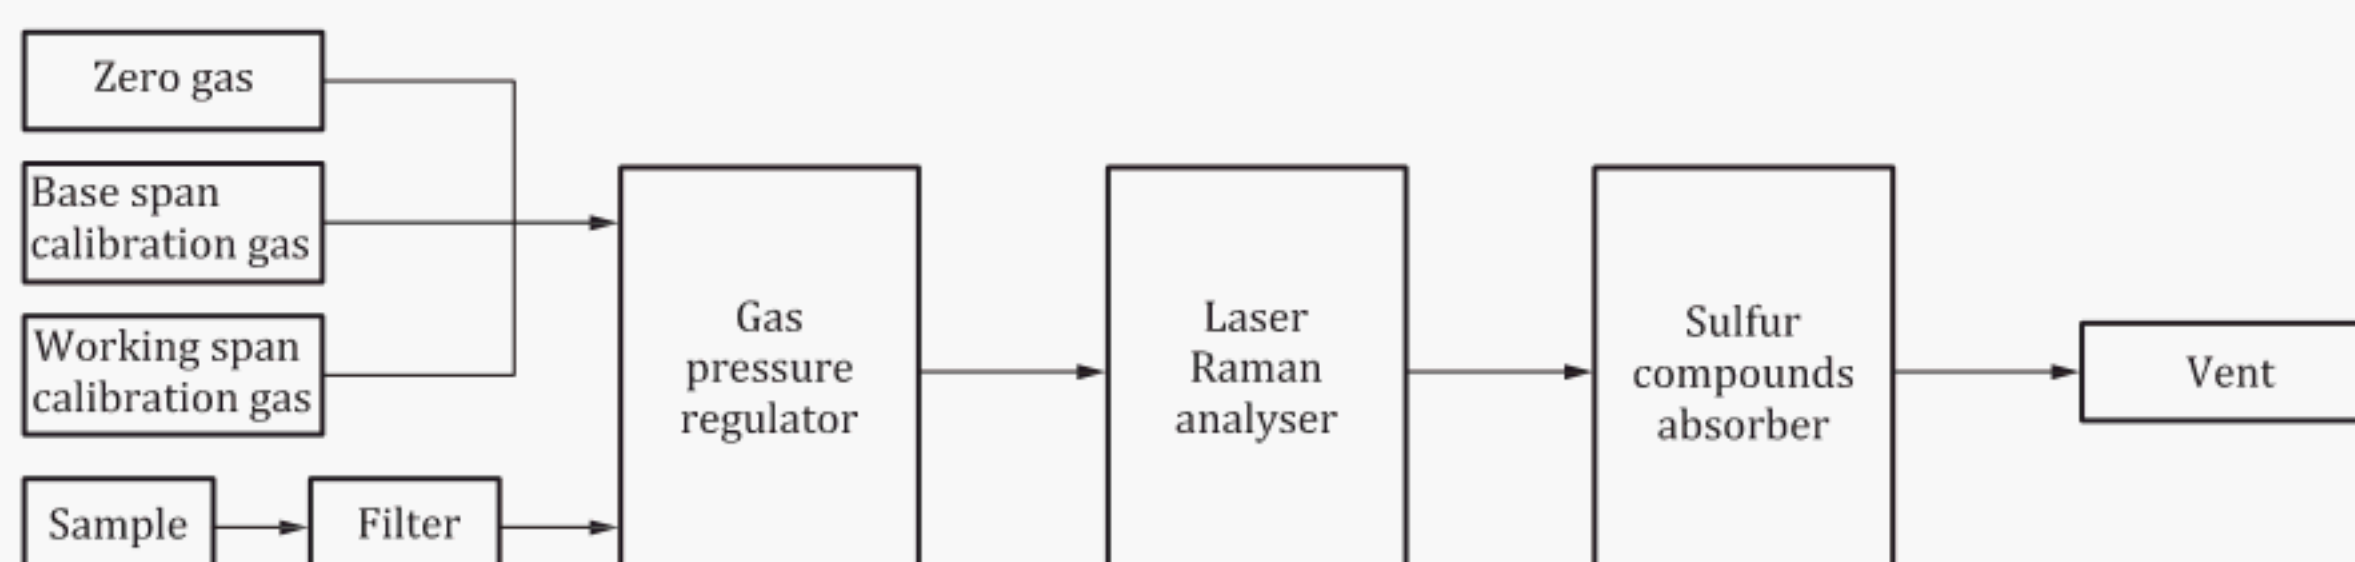 Zero gas
Base span
calibration gas
Working span
calibration gas
Sample
Filter
Gas
pressure
regulator
Laser
Raman
analyser
Sulfur
compounds
absorber
Vent